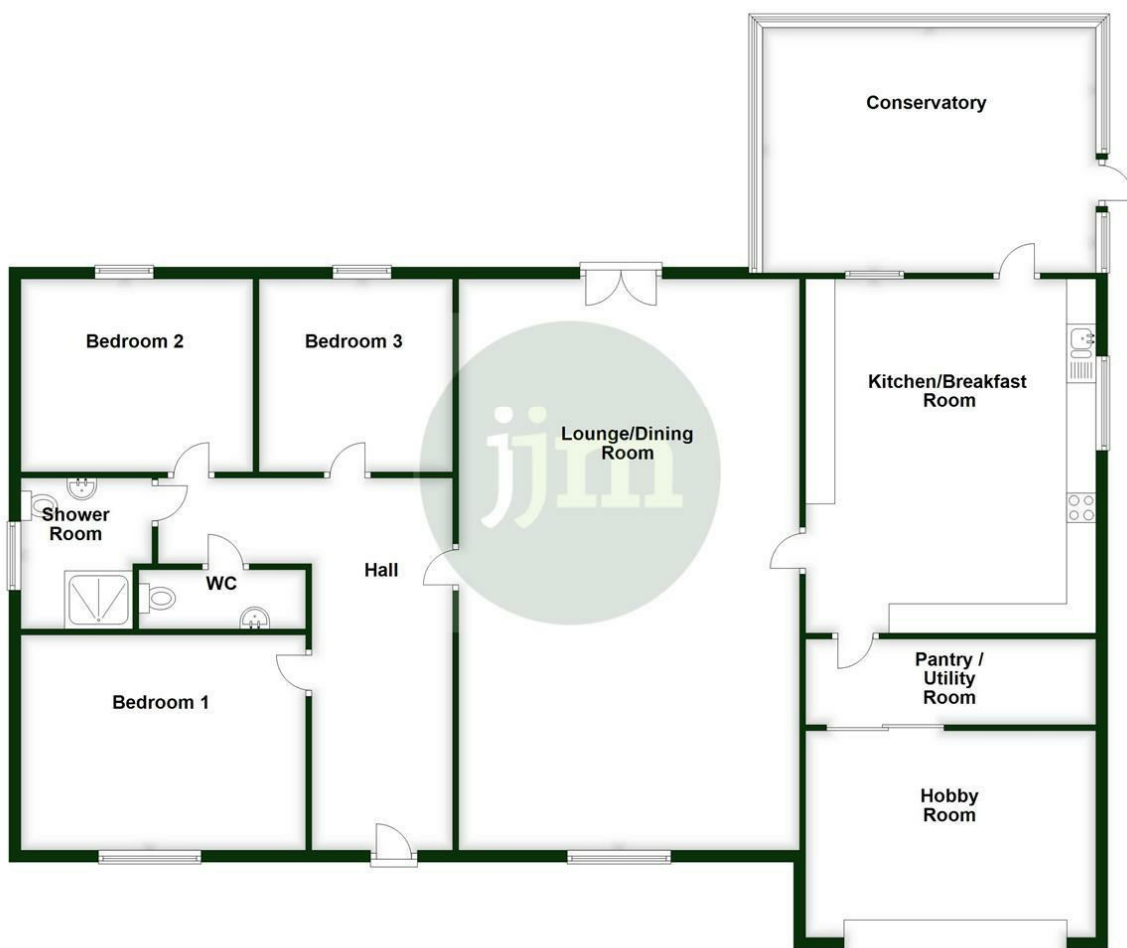 Conservatory
Bedroom 2
Bedroom 3
Kitchen/Breakfast
Room
Lounge/Dining
Room
jjm
Shower
Room
WC
Hall
Bedroom 1
Pantry /
Utility
Room
Hobby
Room